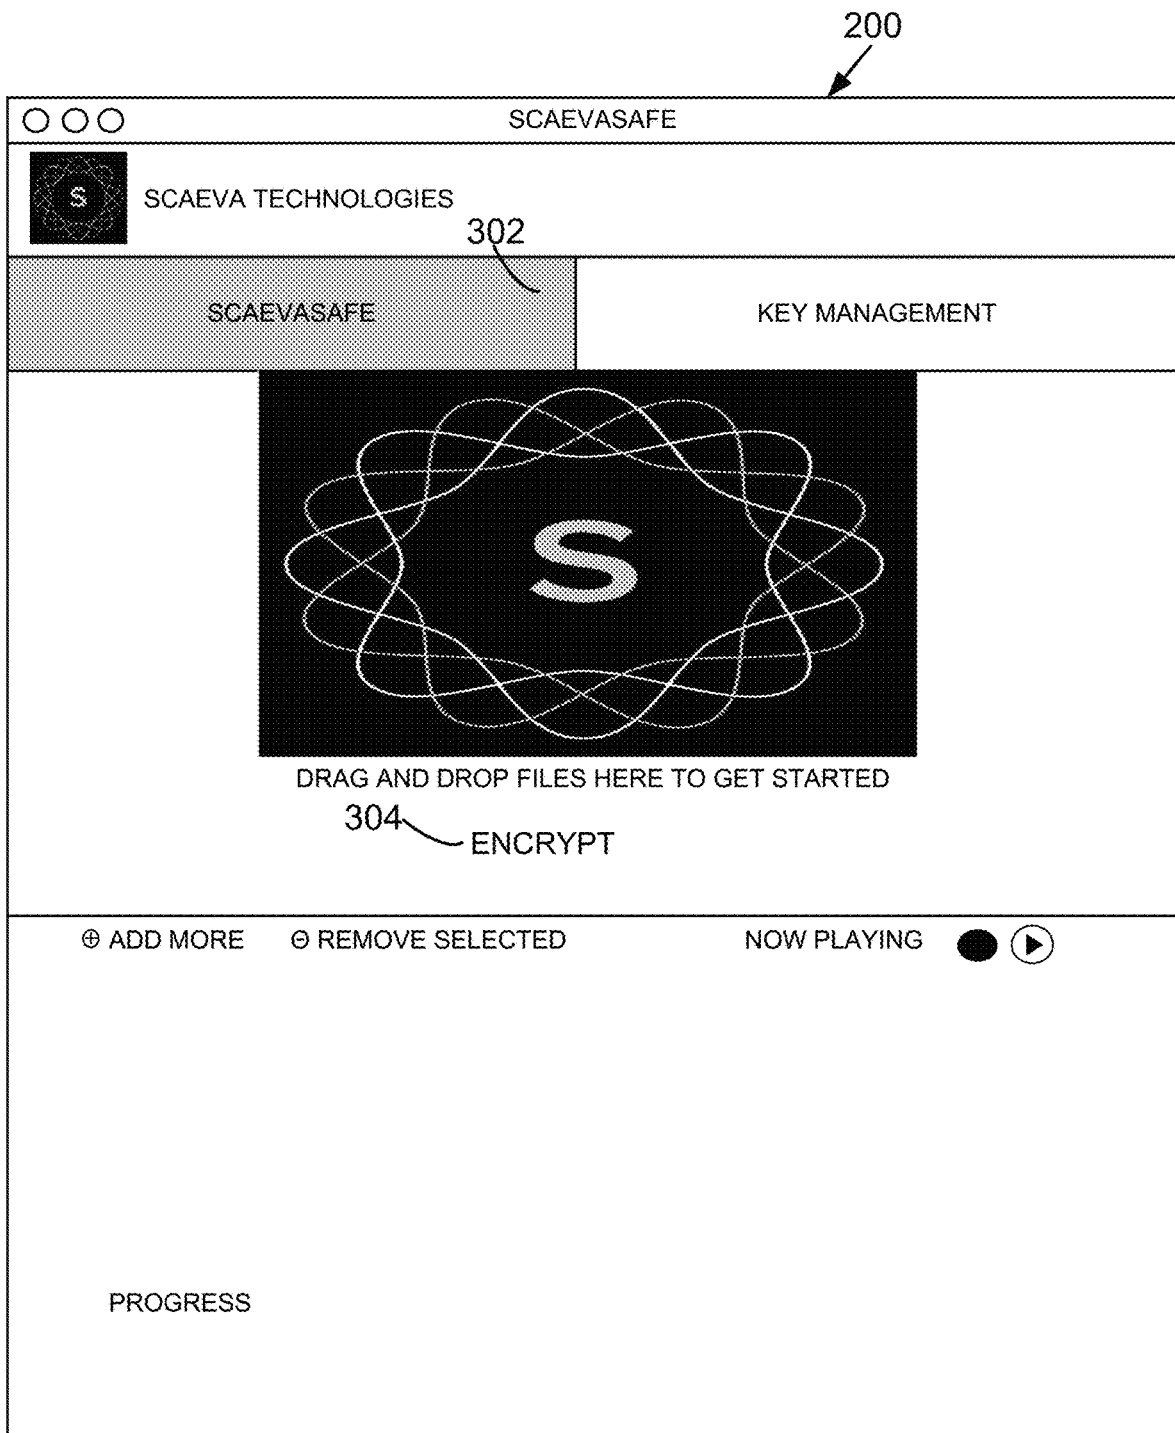 200
SCAEVASAFE
S SCAEVA TECHNOLOGIES
302
SCAEVASAFE KEY MANAGEMENT
S
DRAG AND DROP FILES HERE TO GET STARTED
304
ENCRYPT
⊕ ADD MORE ⊖ REMOVE SELECTED NOW PLAYING
PROGRESS